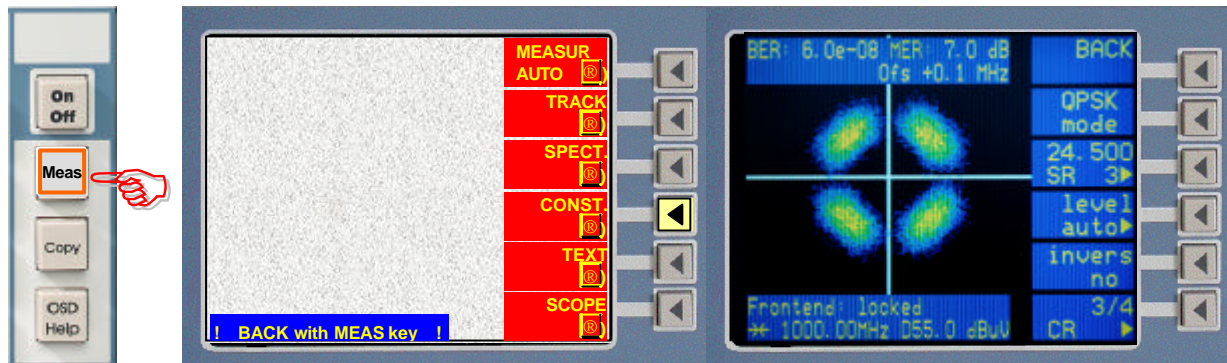 On
Off
Meas
Copy
OSD
Help
MEASUR
AUTO ®)
TRACK
®)
SPECT.
®)
CONST.
®)
TEXT
®)
SCOPE
®)
! BACK with MEAS key !
BER: 6.0e-08 MER: 7.0 dB
Ofs +0.1 MHz
BACK
QPSK
mode
24.500
SR 3▶
level
auto▶
invers
no
Frontend: locked
1000.00MHz D55.0 dBuV
3/4
CR ▶